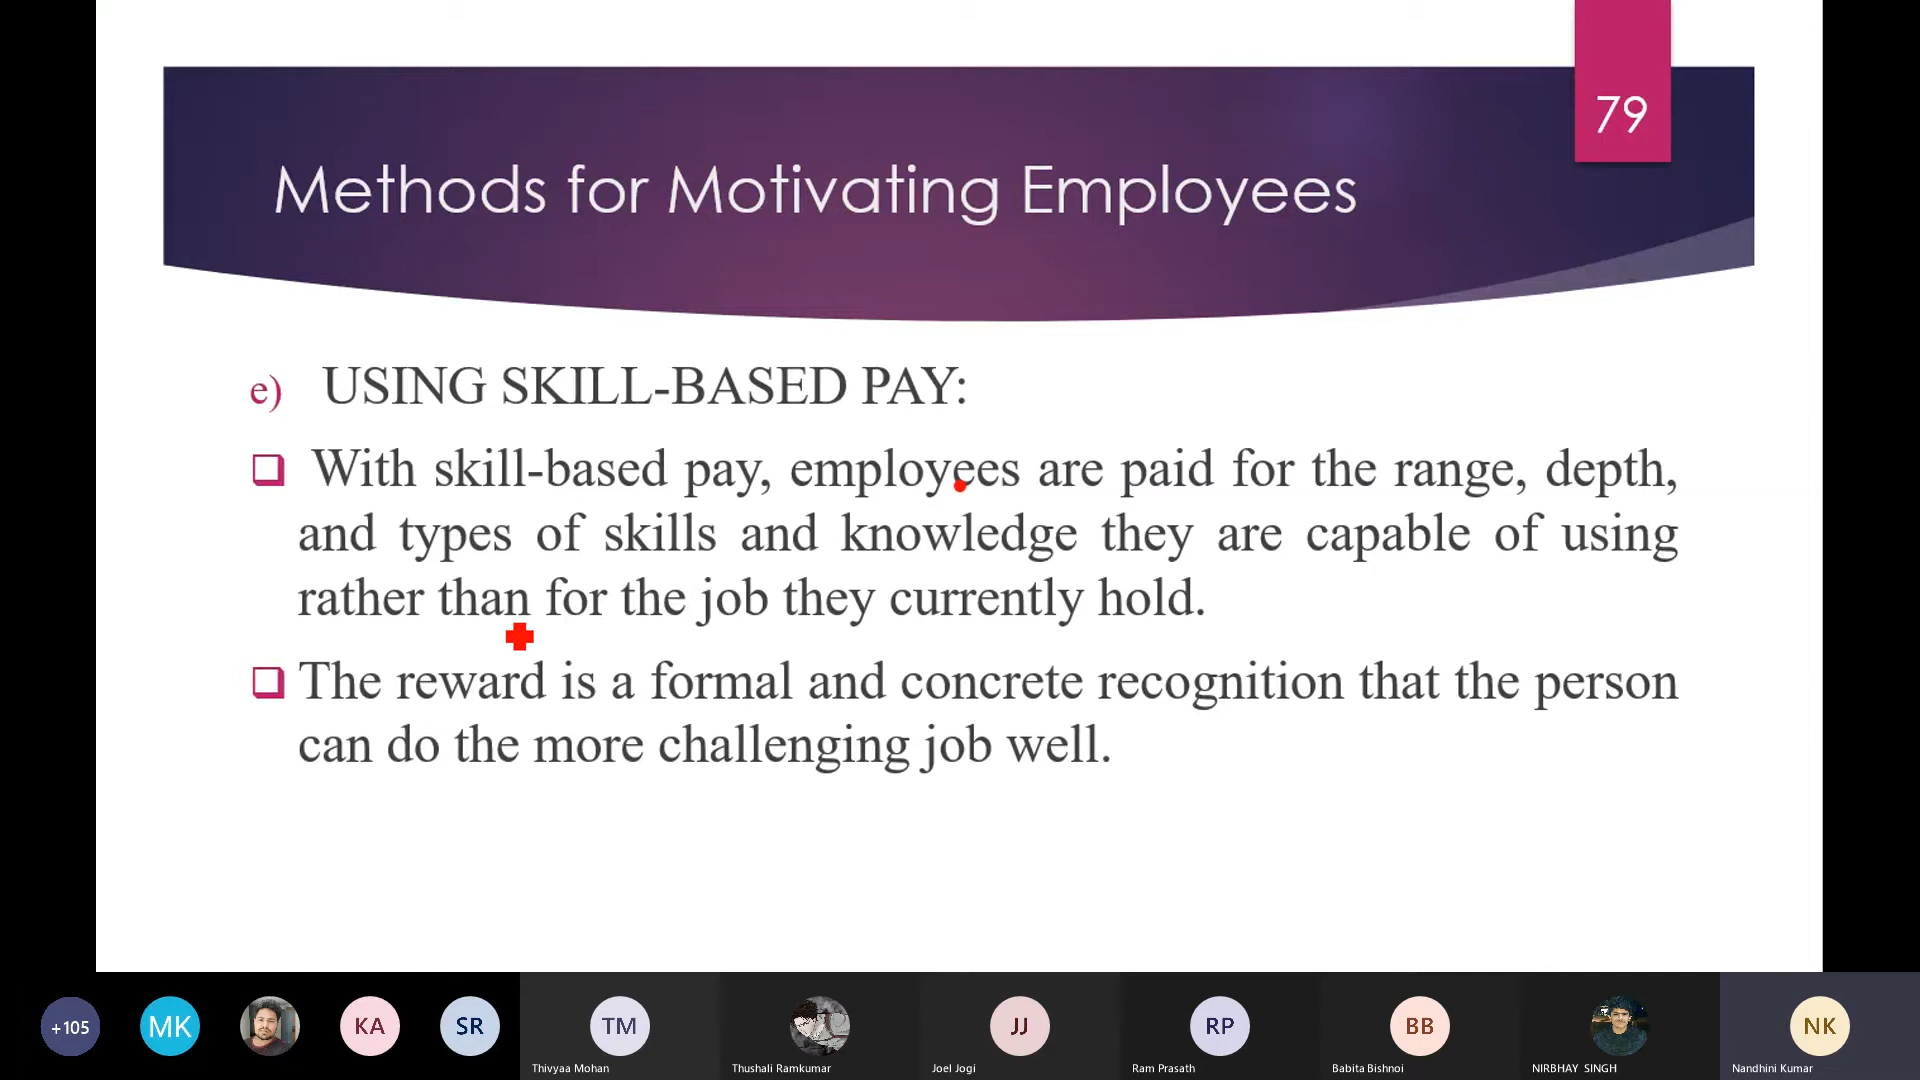 79
Methods for Motivating Employees
e) USING SKILL-BASED PAY:
With skill-based pay, employees are paid for the range, depth,
and types of skills and knowledge they are capable of using
rather than for the job they currently hold.
The reward is a formal and concrete recognition that the person
can do the more challenging job well.
+105 MK KA SR TM JJ RP BB NK
Thivyaa Mohan Thushali Ramkumar Joel Jogi Ram Prasath Babita Bishnoi NIRBHAY SINGH Nandhini Kumar